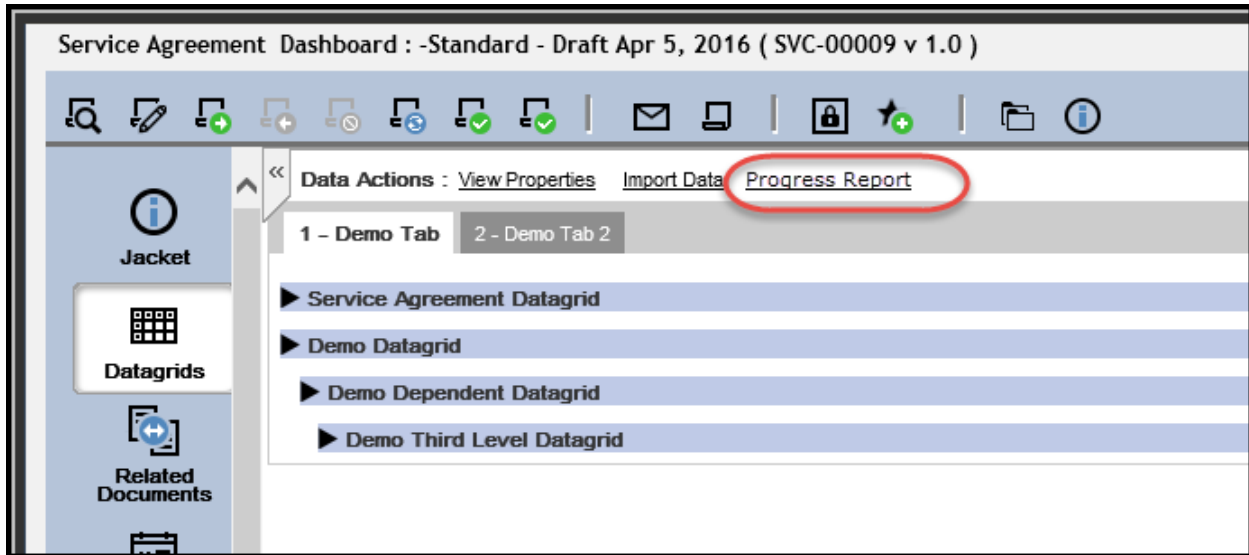 Service Agreement Dashboard : -Standard - Draft Apr 5, 2016 ( SVC-00009 v 1.0 )
Data Actions : View Properties Import Data Progress Report
1 - Demo Tab 2 - Demo Tab 2
Jacket
Service Agreement Datagrid
Demo Datagrid
Datagrids
Demo Dependent Datagrid
Demo Third Level Datagrid
Related
Documents